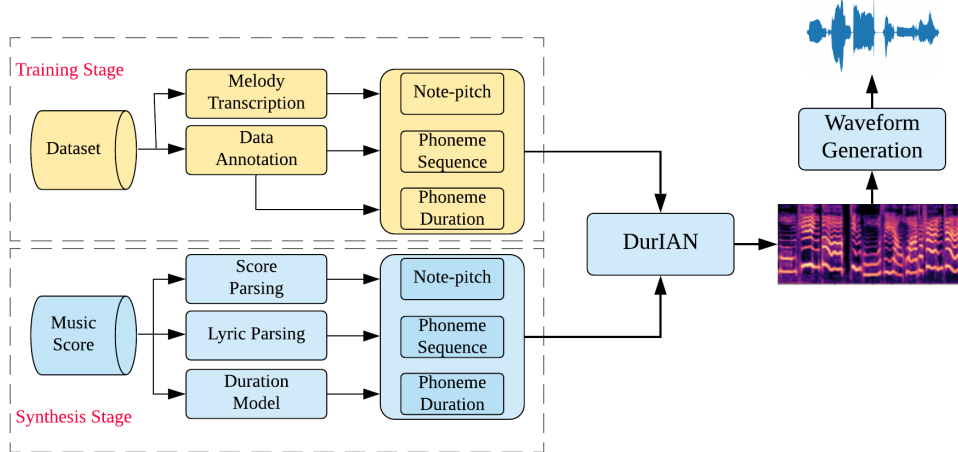 Training Stage
Dataset
Melody
Transcription
Data
Annotation
Note-pitch
Phoneme
Sequence
Phoneme
Duration
Music
Score
Score
Parsing
Lyric Parsing
Duration
Model
Note-pitch
Phoneme
Sequence
Phoneme
Duration
Synthesis Stage
DurIAN
Waveform
Generation